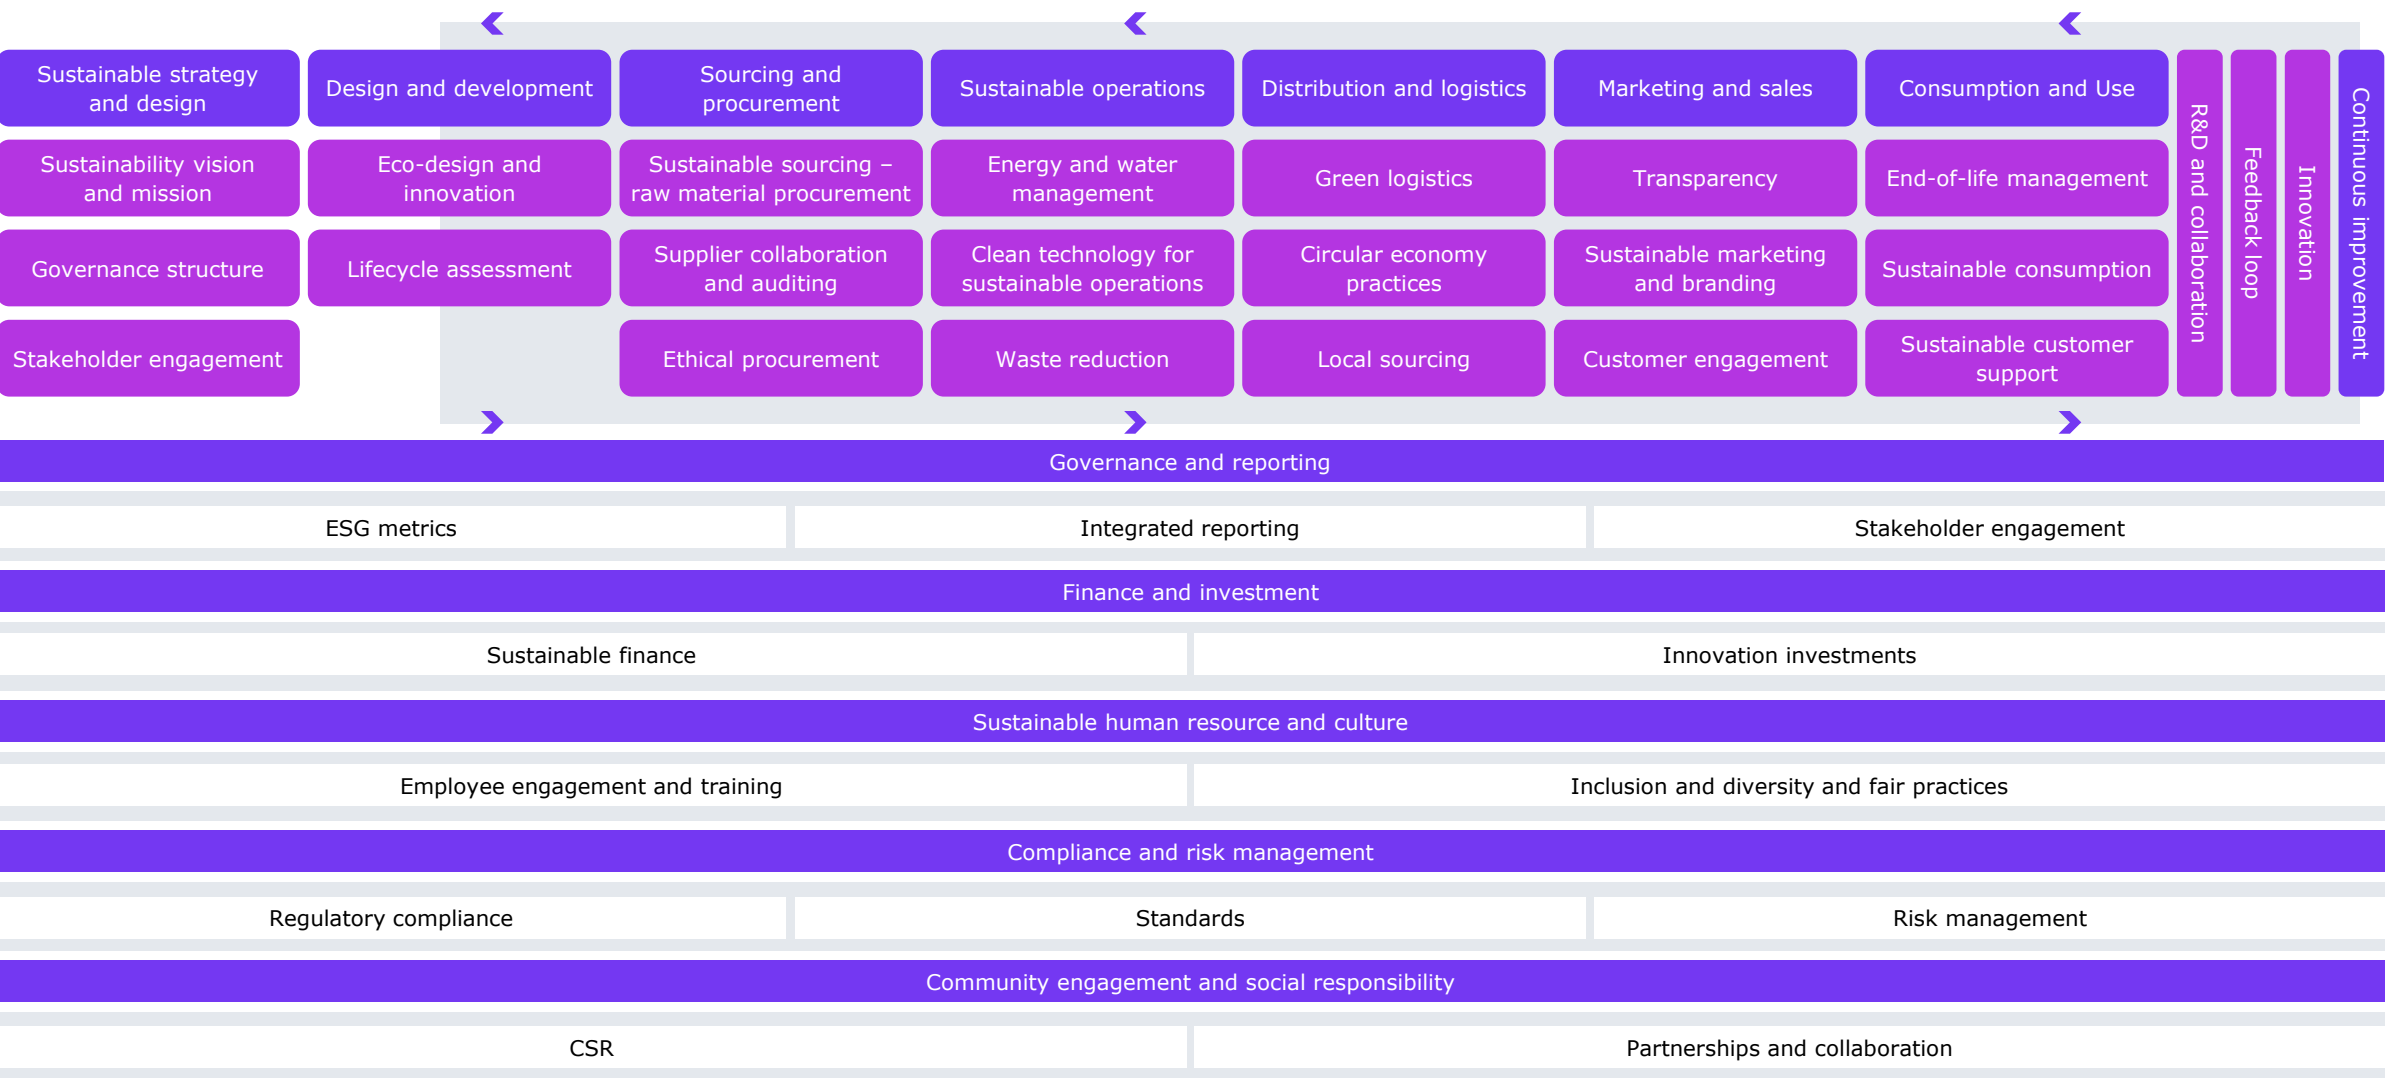 Sustainable strategy
and design
Design and development
Sourcing and
procurement
Sustainable operations
Distribution and logistics
Marketing and sales
Consumption and Use
Sustainability vision
and mission
Eco-design and
innovation
Sustainable sourcing –
raw material procurement
Energy and water
management
Green logistics
Transparency
End-of-life management
Governance structure
Lifecycle assessment
Supplier collaboration
and auditing
Clean technology for
sustainable operations
Circular economy
practices
Sustainable marketing
and branding
Sustainable consumption
Stakeholder engagement
Ethical procurement
Waste reduction
Local sourcing
Customer engagement
Sustainable customer
support
R&D and collaboration
Feedback loop
Innovation
Continuous improvement
Governance and reporting
ESG metrics
Integrated reporting
Stakeholder engagement
Finance and investment
Sustainable finance
Innovation investments
Sustainable human resource and culture
Employee engagement and training
Inclusion and diversity and fair practices
Compliance and risk management
Regulatory compliance
Standards
Risk management
Community engagement and social responsibility
CSR
Partnerships and collaboration